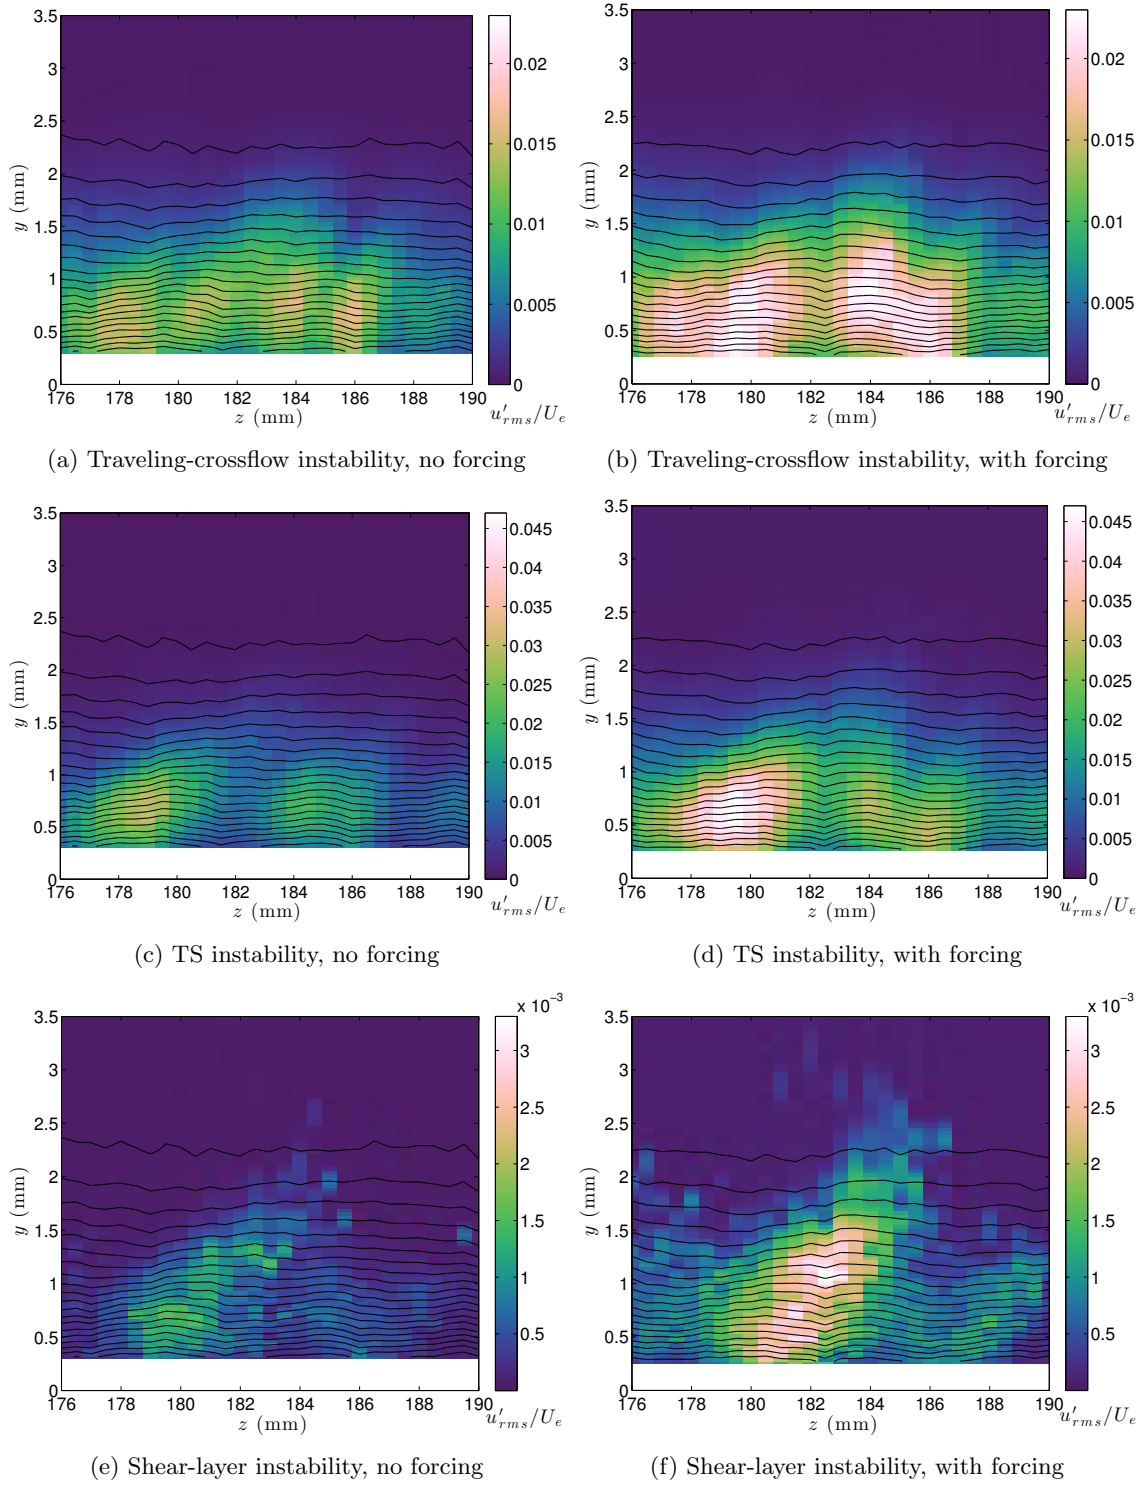 3.5
3
2.5
2
1.5
1
0.5
0
y (mm)
176 178 180 182 184 186 188 190
z (mm)
0.02
0.015
0.01
0.005
0
u′rms/Ue
(a) Traveling-crossflow instability, no forcing
3.5
3
2.5
2
1.5
1
0.5
0
y (mm)
176 178 180 182 184 186 188 190
z (mm)
0.02
0.015
0.01
0.005
0
u′rms/Ue
(b) Traveling-crossflow instability, with forcing
3.5
3
2.5
2
1.5
1
0.5
0
y (mm)
176 178 180 182 184 186 188 190
z (mm)
0.045
0.04
0.035
0.03
0.025
0.02
0.015
0.01
0.005
0
u′rms/Ue
(c) TS instability, no forcing
3.5
3
2.5
2
1.5
1
0.5
0
y (mm)
176 178 180 182 184 186 188 190
z (mm)
0.045
0.04
0.035
0.03
0.025
0.02
0.015
0.01
0.005
0
u′rms/Ue
(d) TS instability, with forcing
3.5
3
2.5
2
1.5
1
0.5
0
y (mm)
176 178 180 182 184 186 188 190
z (mm)
x 10⁻³
3
2.5
2
1.5
1
0.5
u′rms/Ue
(e) Shear-layer instability, no forcing
3.5
3
2.5
2
1.5
1
0.5
0
y (mm)
176 178 180 182 184 186 188 190
z (mm)
x 10⁻³
3
2.5
2
1.5
1
0.5
u′rms/Ue
(f) Shear-layer instability, with forcing